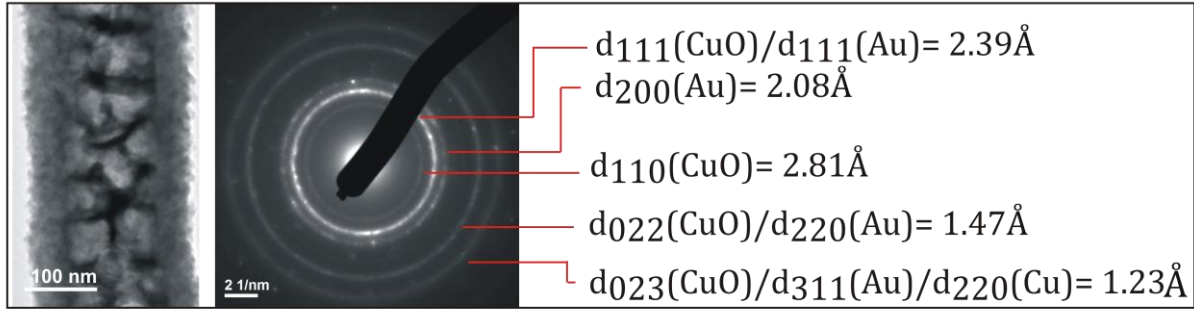 100 nm
2 1/nm
d111(CuO)/d111(Au)= 2.39Å
d200(Au)= 2.08Å
d110(CuO)= 2.81Å
d022(CuO)/d220(Au)= 1.47Å
d023(CuO)/d311(Au)/d220(Cu)= 1.23Å